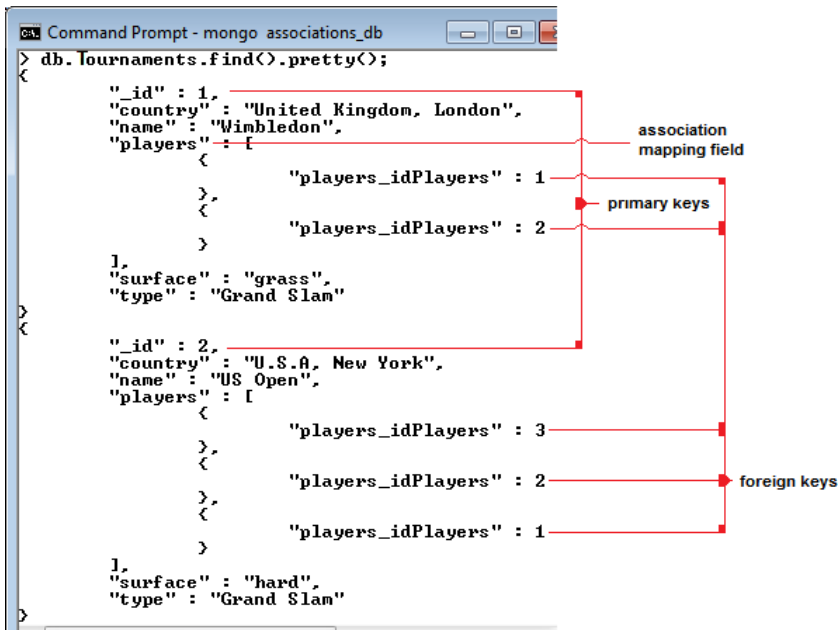 Command Prompt - mongo associations_db
> db.Tournaments.find().pretty();
{
"_id" : 1,
"country" : "United Kingdom, London",
"name" : "Wimbledon",
"players" : [
{
"players_idPlayers" : 1
},
{
"players_idPlayers" : 2
}
],
"surface" : "grass",
"type" : "Grand Slam"
}
{
"_id" : 2,
"country" : "U.S.A, New York",
"name" : "US Open",
"players" : [
{
"players_idPlayers" : 3
},
{
"players_idPlayers" : 2
},
{
"players_idPlayers" : 1
}
],
"surface" : "hard",
"type" : "Grand Slam"
}
association
mapping field
primary keys
foreign keys